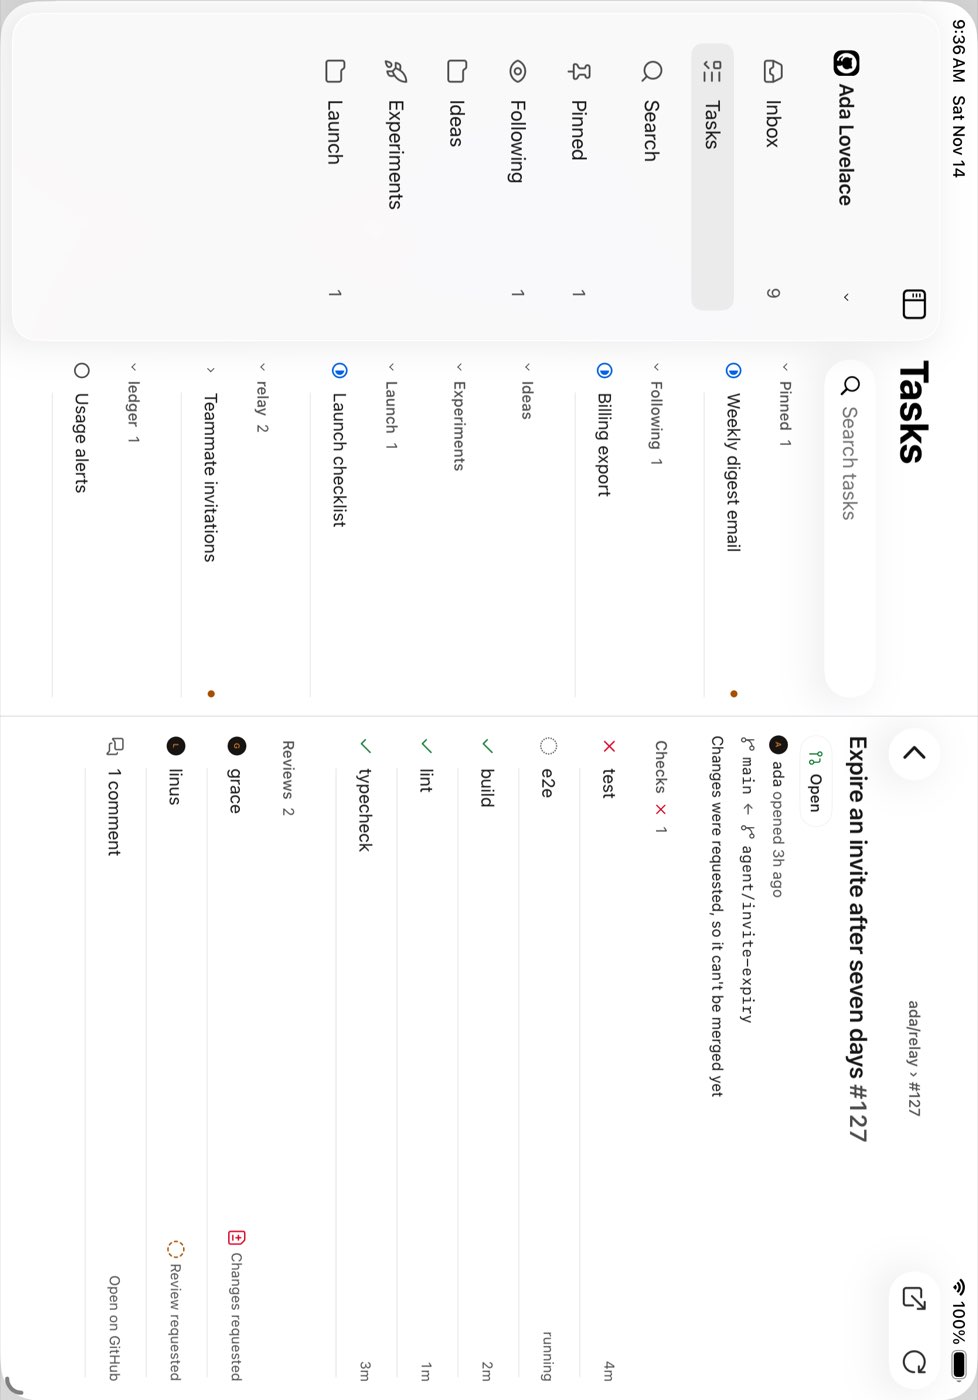 9:36 AM Sat Nov 14
100%
Ada Lovelace
Inbox 9
Tasks
Search
Pinned 1
Following 1
Ideas
Experiments
Launch 1
Tasks
Search tasks
Pinned 1
Weekly digest email
Following 1
Billing export
Ideas
Experiments
Launch 1
Launch checklist
relay 2
Teammate invitations
ledger 1
Usage alerts
ada/relay › #127
Expire an invite after seven days #127
Open
A ada opened 3h ago
main ← agent/invite-expiry
Changes were requested, so it can't be merged yet
Checks 1
test 4m
e2e running
build 2m
lint 1m
typecheck 3m
Reviews 2
G grace Changes requested
L linus Review requested
1 comment Open on GitHub